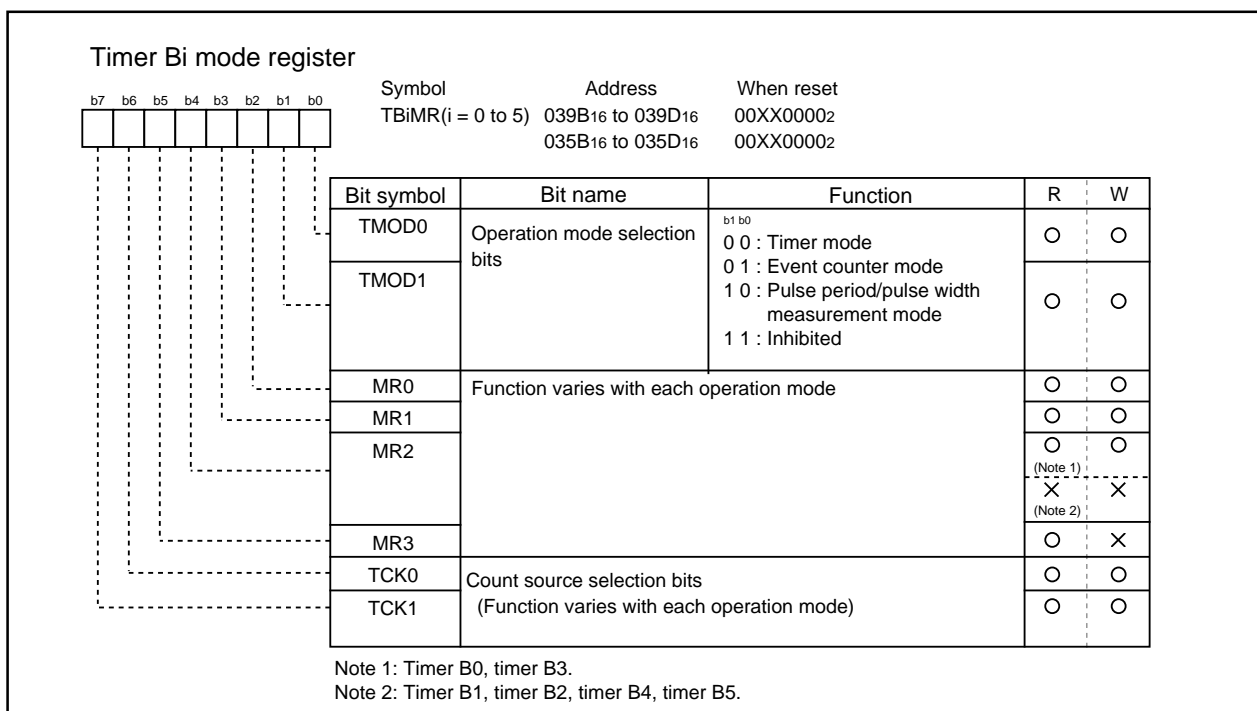 Timer Bi mode register
Symbol Address When reset
TBiMR(i = 0 to 5) 039B16 to 039D16 00XX00002
035B16 to 035D16 00XX00002
b7 b6 b5 b4 b3 b2 b1 b0
Bit symbol Bit name Function R W
TMOD0 Operation mode selection bits
b1 b0
0 0 : Timer mode
0 1 : Event counter mode
1 0 : Pulse period/pulse width
measurement mode
1 1 : Inhibited
TMOD1
MR0 Function varies with each operation mode
MR1
MR2
(Note 1)
(Note 2)
MR3
TCK0 Count source selection bits
TCK1 (Function varies with each operation mode)
Note 1: Timer B0, timer B3.
Note 2: Timer B1, timer B2, timer B4, timer B5.